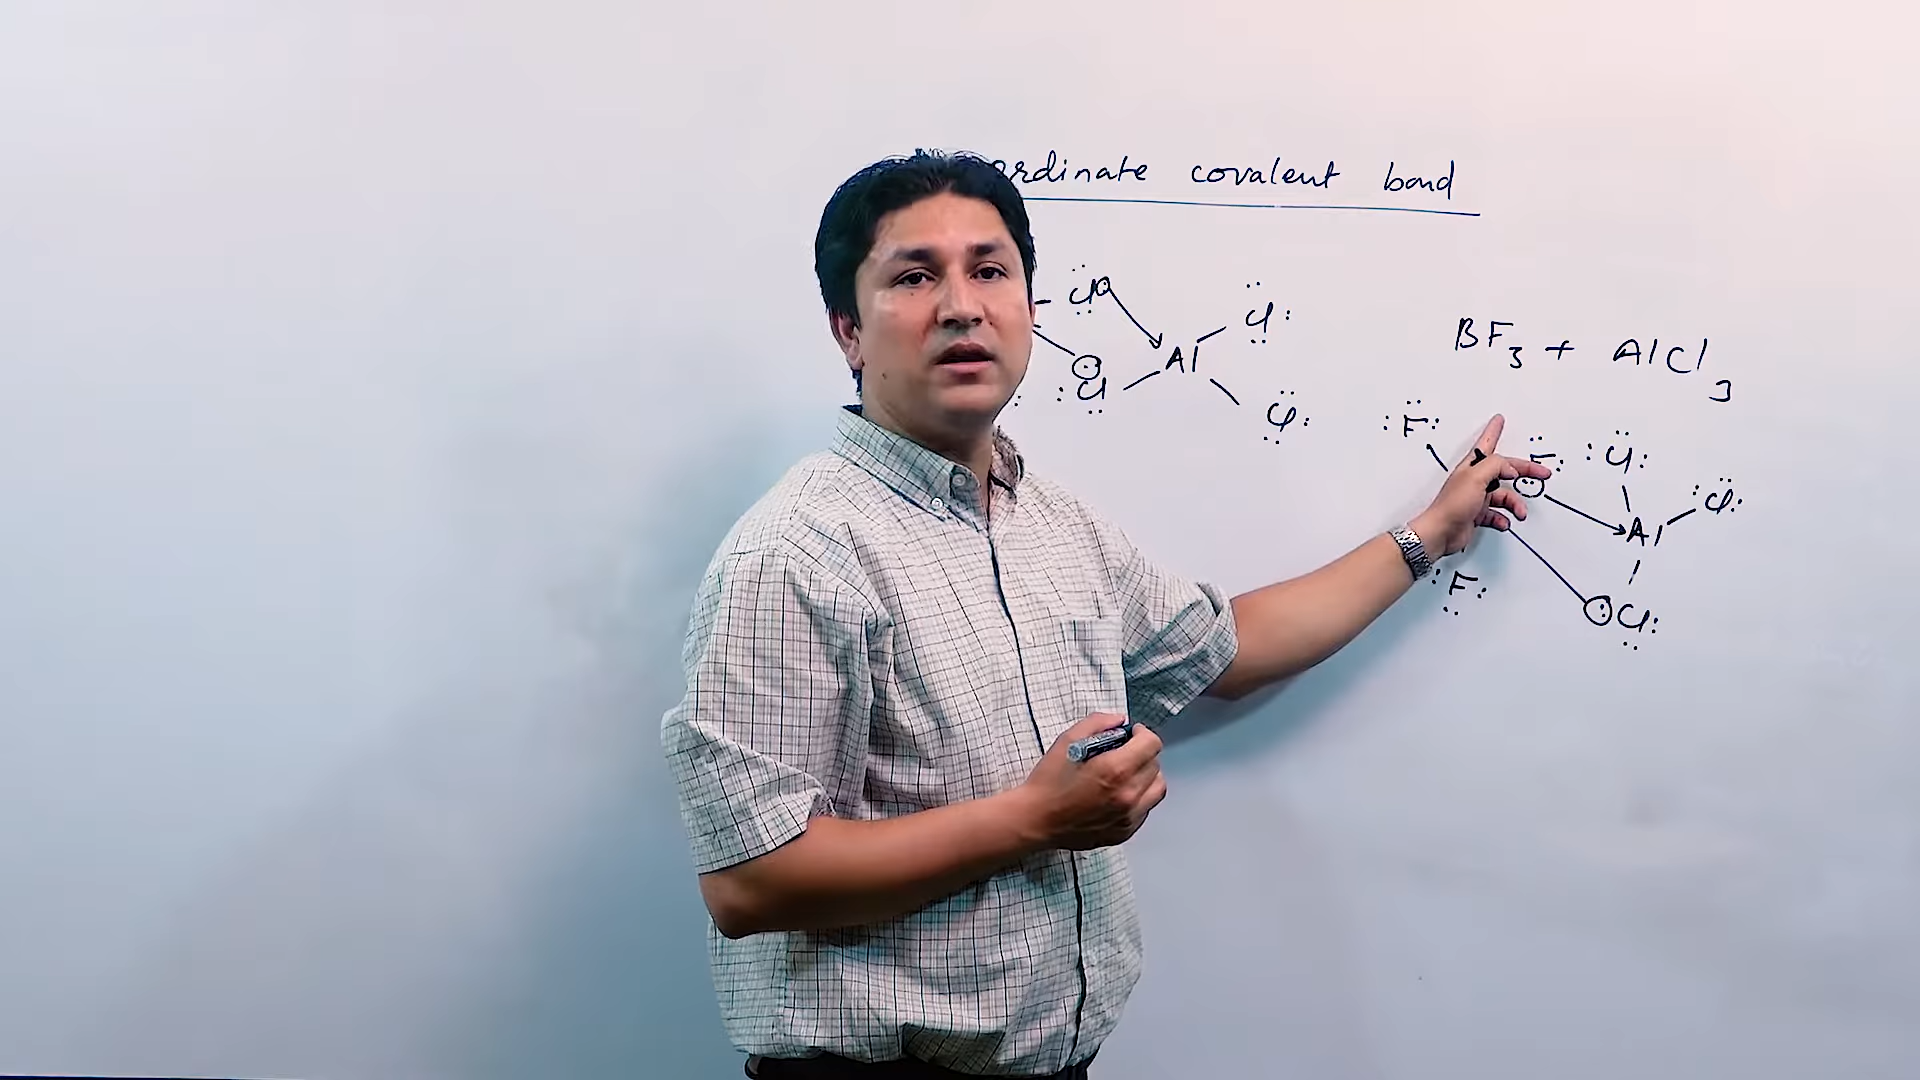 ordinate covalent bond
BF3 + AlCl3
Cl Al Cl
Cl Cl
F F Cl Cl
Al
F Cl